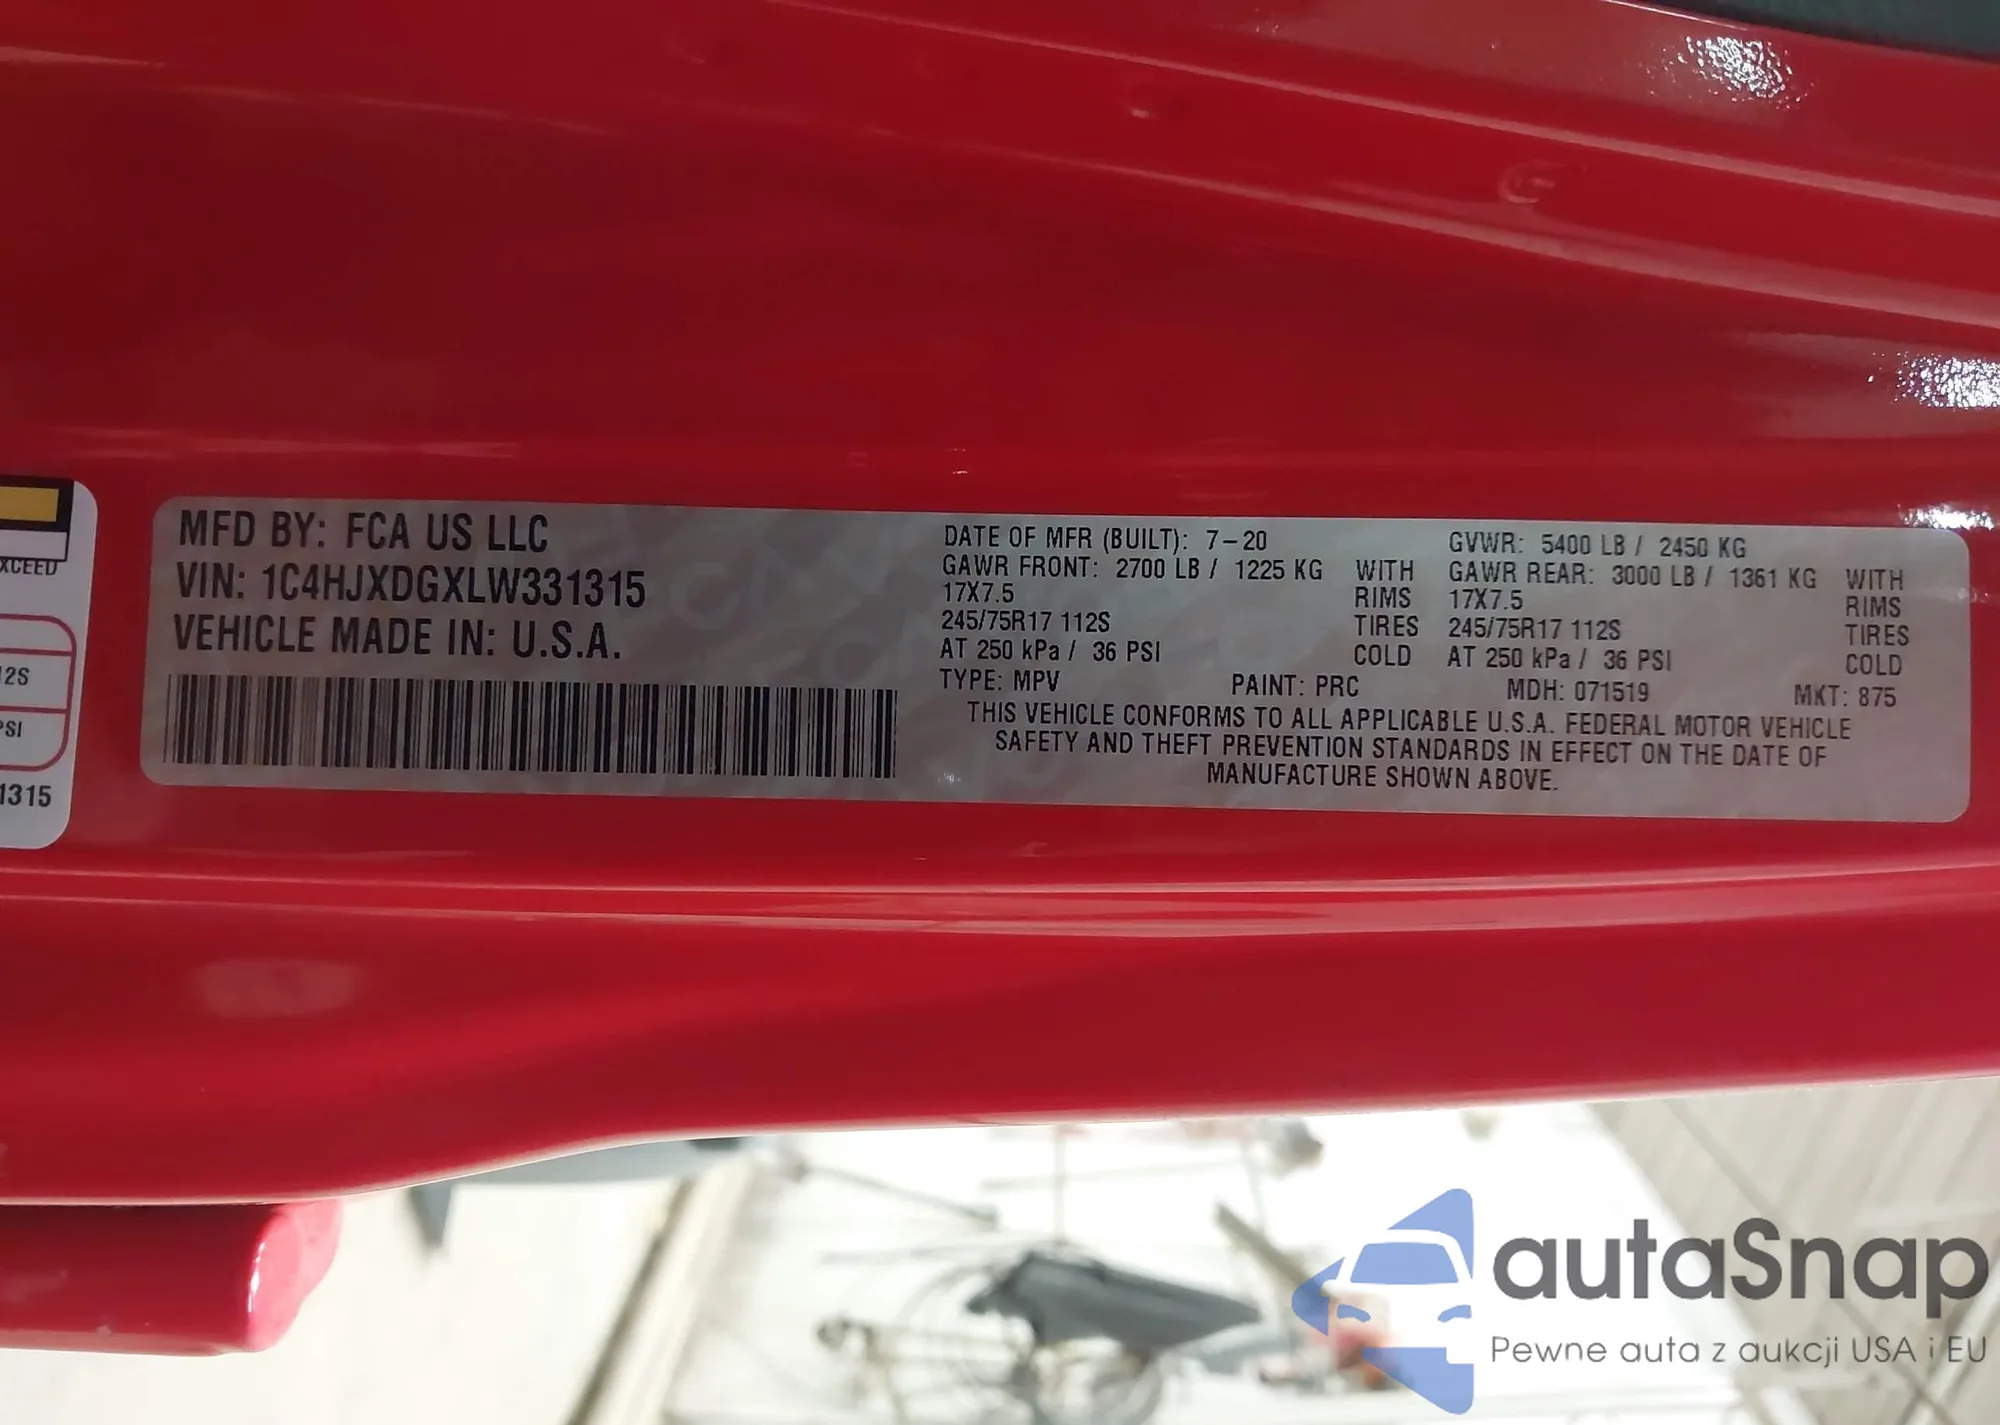 XCEED
12S
PSI
1315
MFD BY: FCA US LLC
VIN: 1C4HJXDGXLW331315
VEHICLE MADE IN: U.S.A.
DATE OF MFR (BUILT): 7-20 GVWR: 5400 LB / 2450 KG
GAWR FRONT: 2700 LB / 1225 KG WITH GAWR REAR: 3000 LB / 1361 KG WITH
17X7.5 RIMS 17X7.5 RIMS
245/75R17 112S TIRES 245/75R17 112S TIRES
AT 250 kPa / 36 PSI COLD AT 250 kPa / 36 PSI COLD
TYPE: MPV PAINT: PRC MDH: 071519 MKT: 875
THIS VEHICLE CONFORMS TO ALL APPLICABLE U.S.A. FEDERAL MOTOR VEHICLE
SAFETY AND THEFT PREVENTION STANDARDS IN EFFECT ON THE DATE OF
MANUFACTURE SHOWN ABOVE.
autaSnap
Pewne auta z aukcji USA i EU